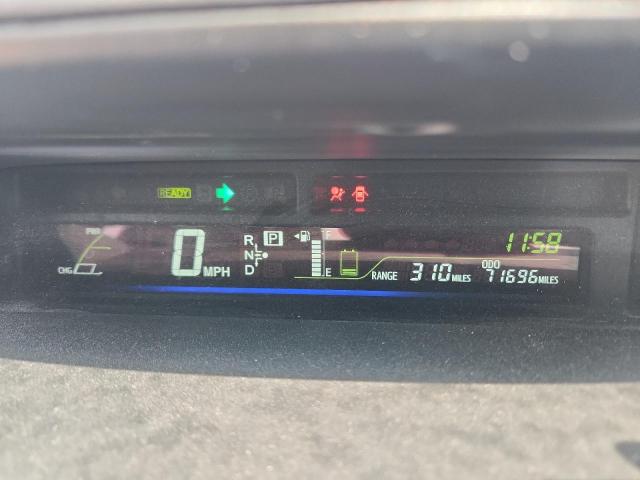 READY
PWR
CHG
0 MPH
R
N
D
P
F
E
11:58
RANGE 310 MILES
ODO
71696 MILES